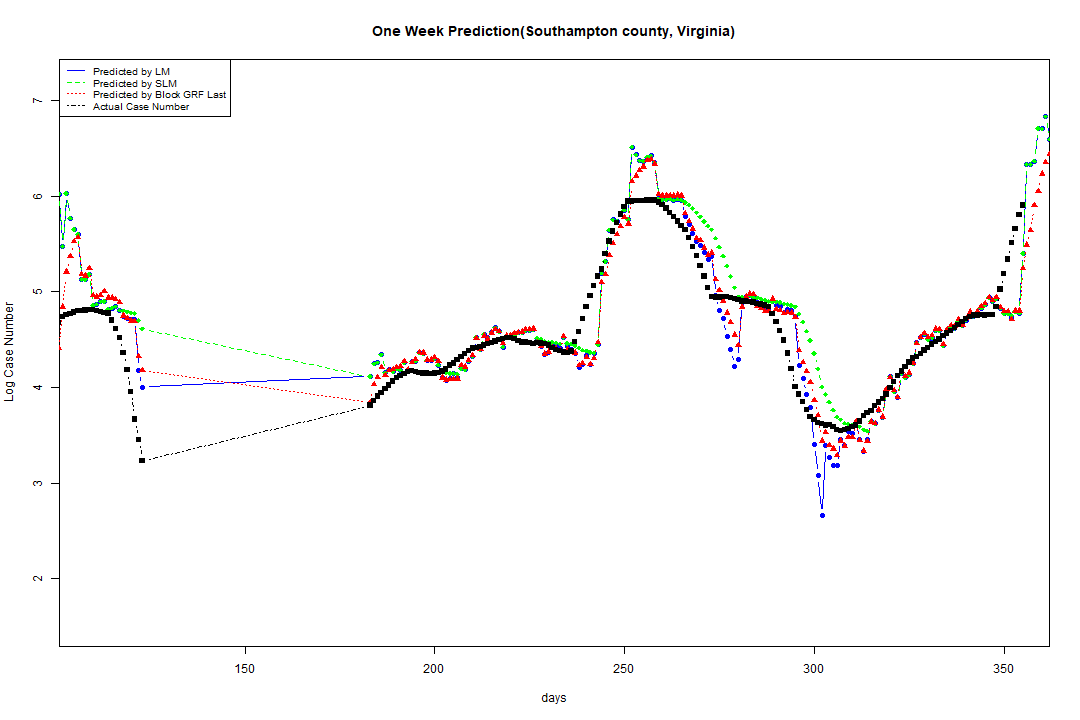 One Week Prediction(Southampton county, Virginia)
Predicted by LM
Predicted by SLM
Predicted by Block GRF Last
Actual Case Number
7
6
5
4
3
2
Log Case Number
150 200 250 300 350
days